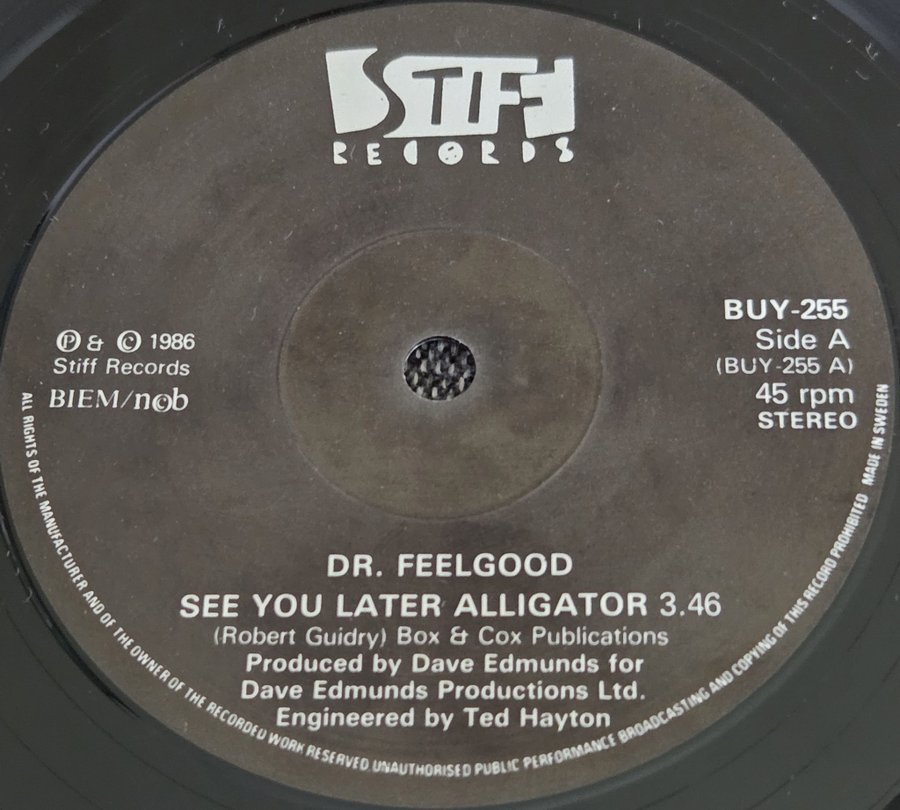 STIFF
RECORDS
BUY-255
Side A
(BUY-255 A)
45 rpm
STEREO
Ⓟ & © 1986
Stiff Records
BIEM/n©b
DR. FEELGOOD
SEE YOU LATER ALLIGATOR 3.46
(Robert Guidry) Box & Cox Publications
Produced by Dave Edmunds for
Dave Edmunds Productions Ltd.
Engineered by Ted Hayton
ALL RIGHTS OF THE MANUFACTURER AND OF THE OWNER OF THE RECORDED WORK RESERVED UNAUTHORISED PUBLIC PERFORMANCE BROADCASTING AND COPYING OF THIS RECORD PROHIBITED MADE IN SWEDEN